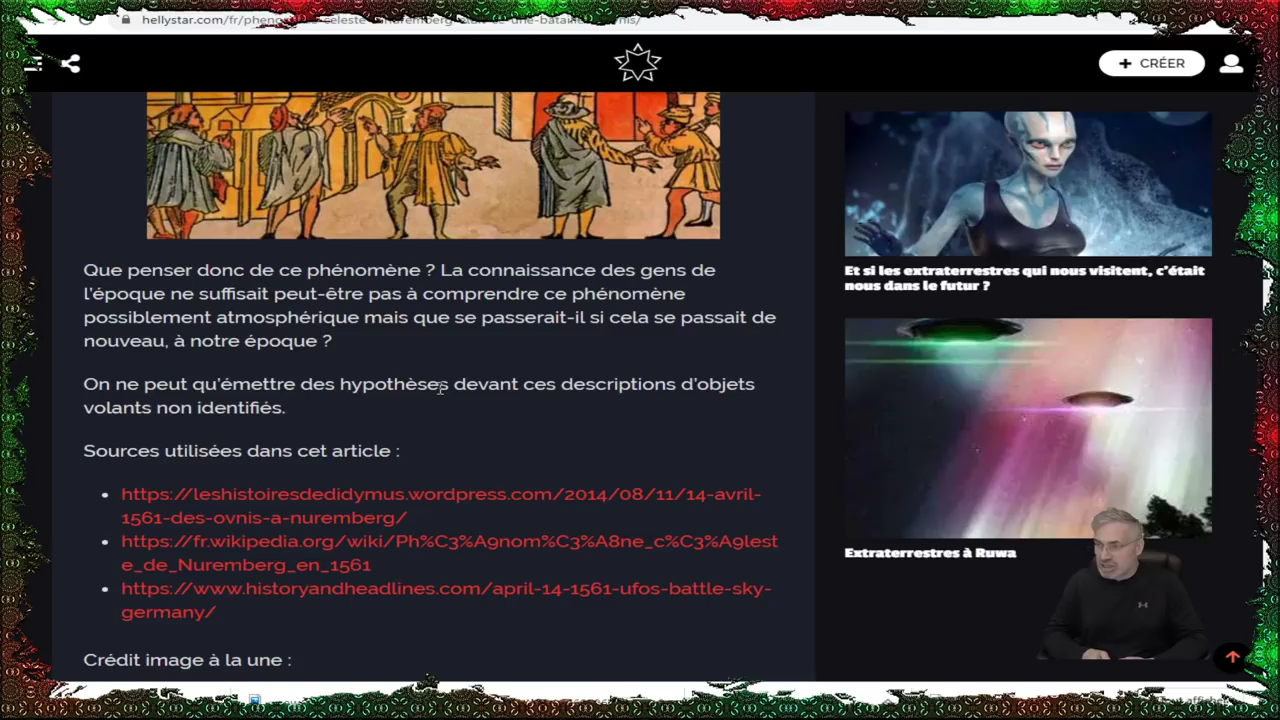 hellystar.com/fr/
CRÉER
Que penser donc de ce phénomène ? La connaissance des gens de
l'époque ne suffisait peut-être pas à comprendre ce phénomène
possiblement atmosphérique mais que se passerait-il si cela se passait de
nouveau, à notre époque ?
On ne peut qu'émettre des hypothèses devant ces descriptions d'objets
volants non identifiés.
Sources utilisées dans cet article :
https://leshistoiresdedidymus.wordpress.com/2014/08/11/14-avril-
1561-des-ovnis-a-nuremberg/
https://fr.wikipedia.org/wiki/Ph%C3%A9nom%C3%A8ne_c%C3%A9lest
e_de_Nuremberg_en_1561
https://www.historyandheadlines.com/april-14-1561-ufos-battle-sky-
germany/
Crédit image à la une :
Et si les extraterrestres qui nous visitent, c'était
nous dans le futur ?
Extraterrestres à Ruwa